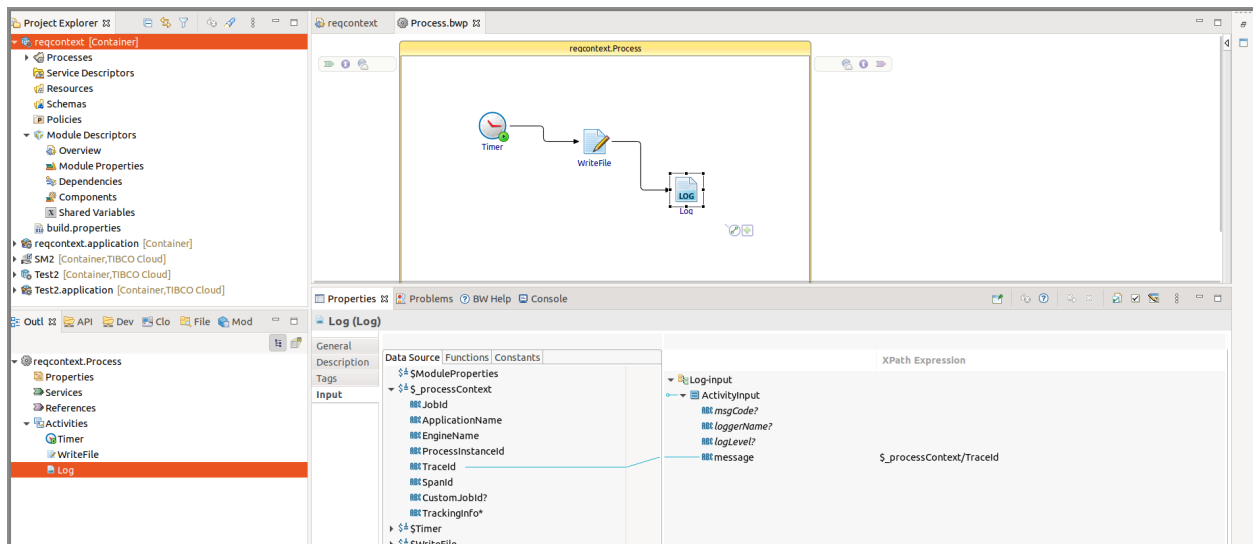 Project Explorer
reqcontext [Container]
Processes
Service Descriptors
Resources
Schemas
Policies
Module Descriptors
Overview
Module Properties
Dependencies
Components
Shared Variables
build.properties
reqcontext.application [Container]
SM2 [Container,TIBCO Cloud]
Test2 [Container,TIBCO Cloud]
Test2.application [Container,TIBCO Cloud]
Outl API Dev Clo File Mod
reqcontext.Process
Properties
Services
References
Activities
Timer
WriteFile
Log
reqcontext Process.bwp
reqcontext.Process
Timer
WriteFile
LOG
Log
Properties Problems BW Help Console
Log (Log)
General
Description
Tags
Input
Data Source Functions Constants
$ModuleProperties
$_processContext
JobId
ApplicationName
EngineName
ProcessInstanceId
TraceId
SpanId
CustomJobId?
TrackingInfo*
$Timer
$WriteFile
XPath Expression
Log-input
ActivityInput
msgCode?
loggerName?
logLevel?
message $_processContext/TraceId